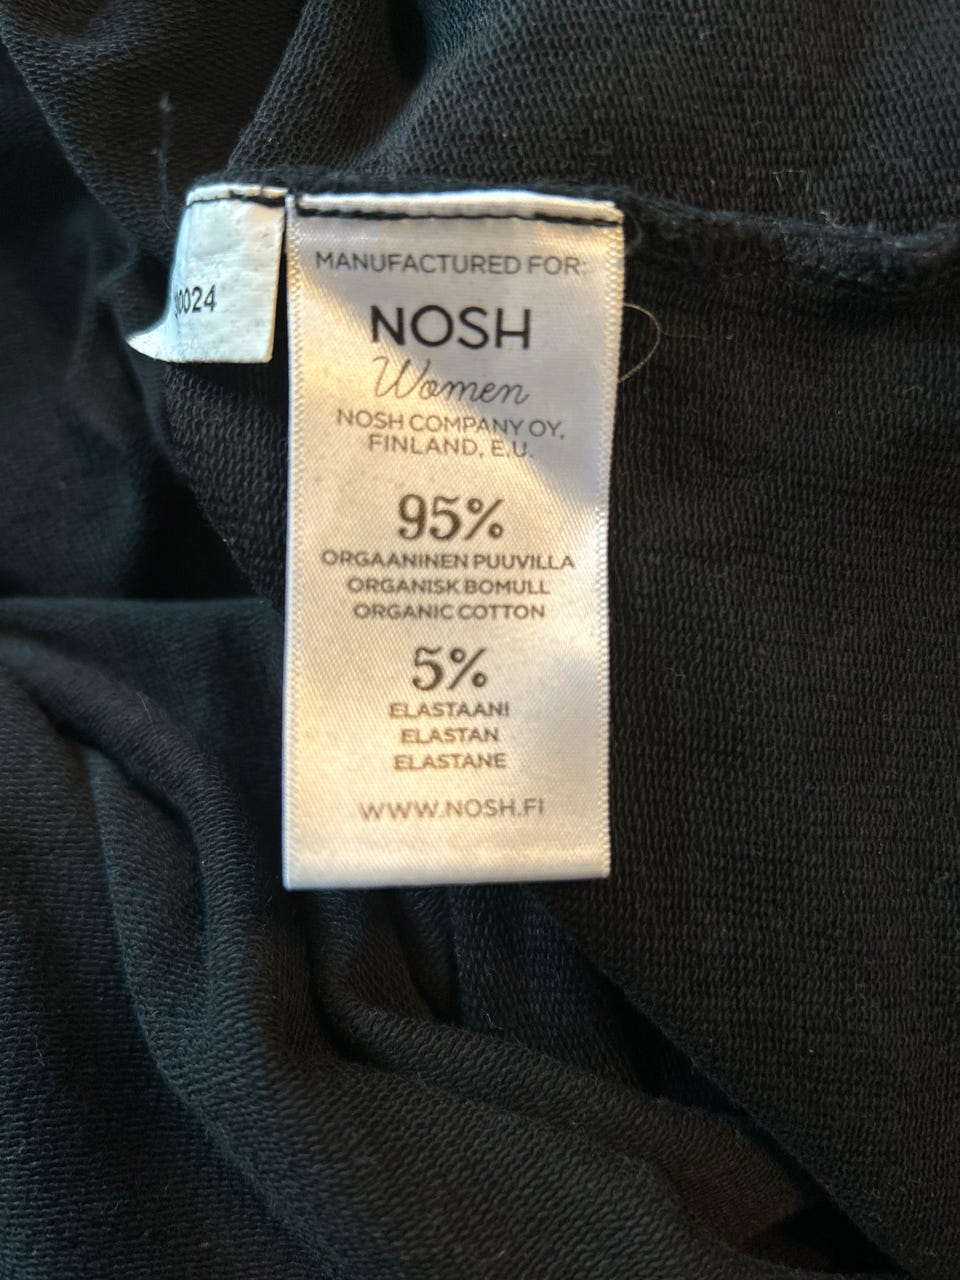 0024
MANUFACTURED FOR:
NOSH
Women
NOSH COMPANY OY,
FINLAND, E.U.
95%
ORGAANINEN PUUVILLA
ORGANISK BOMULL
ORGANIC COTTON
5%
ELASTAANI
ELASTAN
ELASTANE
WWW.NOSH.FI